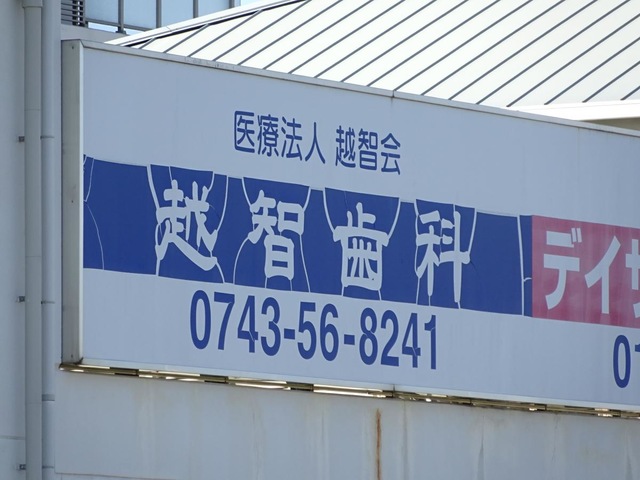 医療法人 越智会
越智歯科
0743-56-8241
デイサ